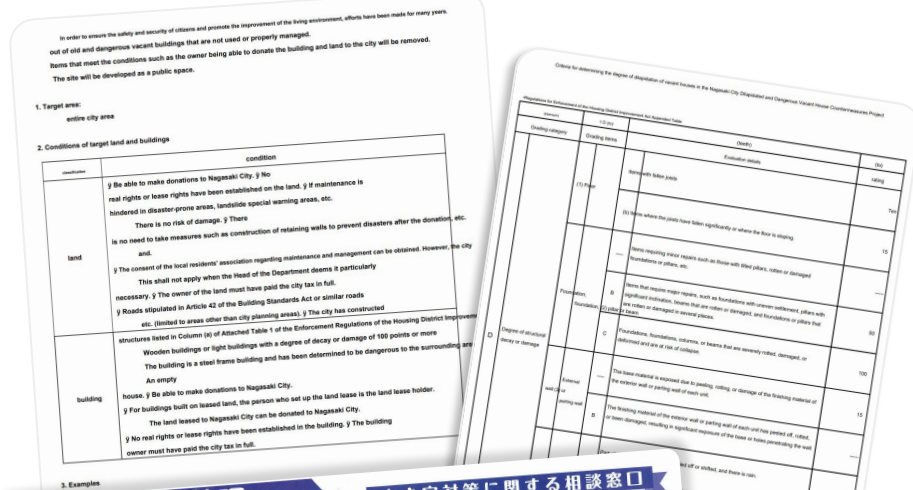 In order to ensure the safety and security of citizens and promote the improvement of the living environment, efforts have been made for many years.
out of old and dangerous vacant buildings that are not used or properly managed.
Items that meet the conditions such as the owner being able to donate the building and land to the city will be removed.
The site will be developed as a public space.
1. Target area:
entire city area
2. Conditions of target land and buildings
classification
condition
land
ÿ Be able to make donations to Nagasaki City. ÿ No
real rights or lease rights have been established on the land. ÿ If maintenance is
hindered in disaster-prone areas, landslide special warning areas, etc.
There is no risk of damage. ÿ There
is no need to take measures such as construction of retaining walls to prevent disasters after the donation, etc.
and.
ÿ The consent of the local residents' association regarding maintenance and management can be obtained. However, the city
This shall not apply when the Head of the Department deems it particularly
necessary. ÿ The owner of the land must have paid the city tax in full.
ÿ Roads stipulated in Article 42 of the Building Standards Act or similar roads
etc. (limited to areas other than city planning areas). ÿ The city has constructed
building
structures listed in Column (a) of Attached Table 1 of the Enforcement Regulations of the Housing District
Wooden buildings or light buildings with a degree of decay or damage of 100 points or more
The building is a steel frame building and has been determined to be dangerous to the surrounding
An empty
house. ÿ Be able to make donations to Nagasaki City.
ÿ For buildings built on leased land, the person who set up the land lease is the land lease holder.
The land leased to Nagasaki City can be donated to Nagasaki City.
ÿ No real rights or lease rights have been established in the building. ÿ The building
owner must have paid the city tax in full.
3. Examples
Criteria for determining the degree of dilapidation of vacant houses in the Nagasaki City Dilapidated and Dangerous Vacant House Countermeasures Project
Grading category
Grading items
Evaluation details
rating
D
Degree of structural
decay or damage
(1) Floor
Items with fallen joists
Ten
(b) Items where the joists have fallen significantly or where the floor is sloping.
15
Foundation,
foundation, (2) pillar or beam
Items requiring minor repairs such as those with tilted pillars, rotten or damaged
foundations or pillars, etc.
B
Items that require major repairs, such as foundations with uneven settlement, pillars with
significant inclination, beams that are rotten or damaged, and foundations or pillars that
are rotten or damaged in several places.
50
C
Foundations, foundations, columns, or beams that are severely rotted, damaged, or
deformed and are at risk of collapse.
100
External
wall (3) or
parting wall
The base material is exposed due to peeling, rotting, or damage of the finishing material of
the exterior wall or parting wall of each unit.
15
B
The finishing material of the exterior wall or parting wall of each unit has peeled off, rotted,
or been damaged, resulting in significant exposure of the base or holes penetrating the wall.
ed off or shifted, and there is rain.
対策に関する相談窓口